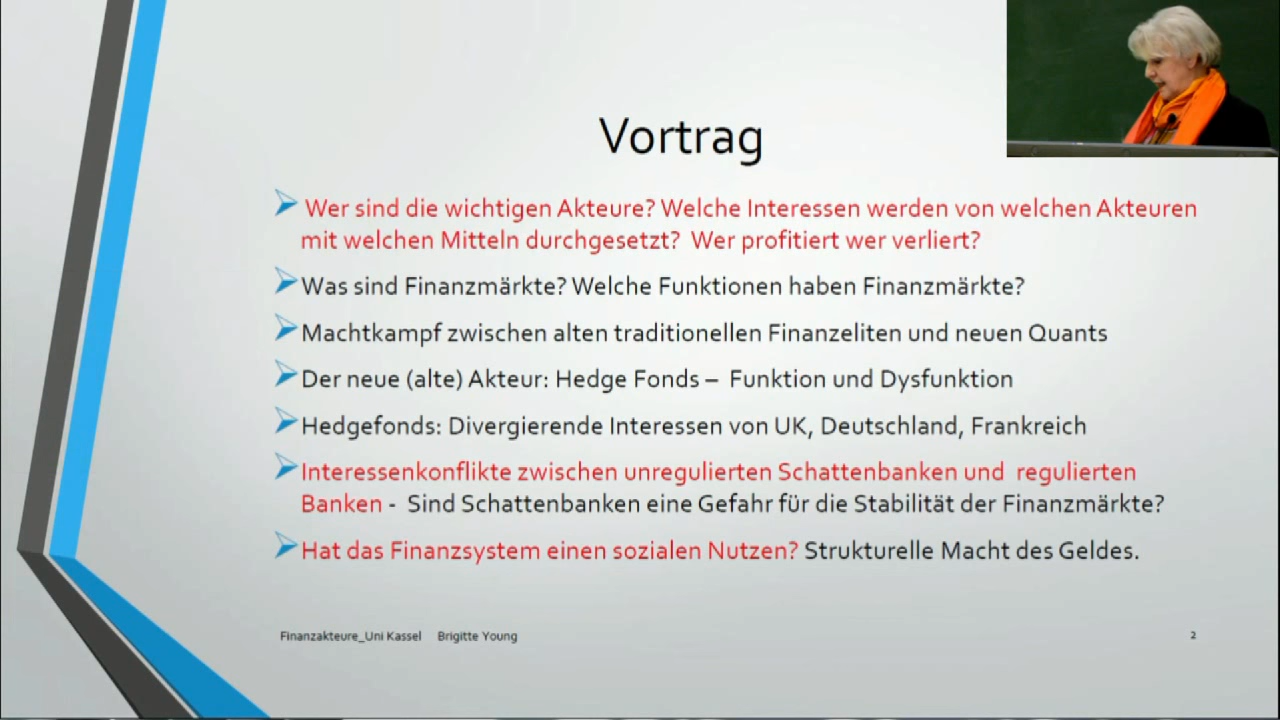 Vortrag
Wer sind die wichtigen Akteure? Welche Interessen werden von welchen Akteuren
mit welchen Mitteln durchgesetzt? Wer profitiert wer verliert?
Was sind Finanzmärkte? Welche Funktionen haben Finanzmärkte?
Machtkampf zwischen alten traditionellen Finanzeliten und neuen Quants
Der neue (alte) Akteur: Hedge Fonds – Funktion und Dysfunktion
Hedgefonds: Divergierende Interessen von UK, Deutschland, Frankreich
Interessenkonflikte zwischen unregulierten Schattenbanken und regulierten
Banken - Sind Schattenbanken eine Gefahr für die Stabilität der Finanzmärkte?
Hat das Finanzsystem einen sozialen Nutzen? Strukturelle Macht des Geldes.
Finanzakteure_Uni Kassel Brigitte Young 2